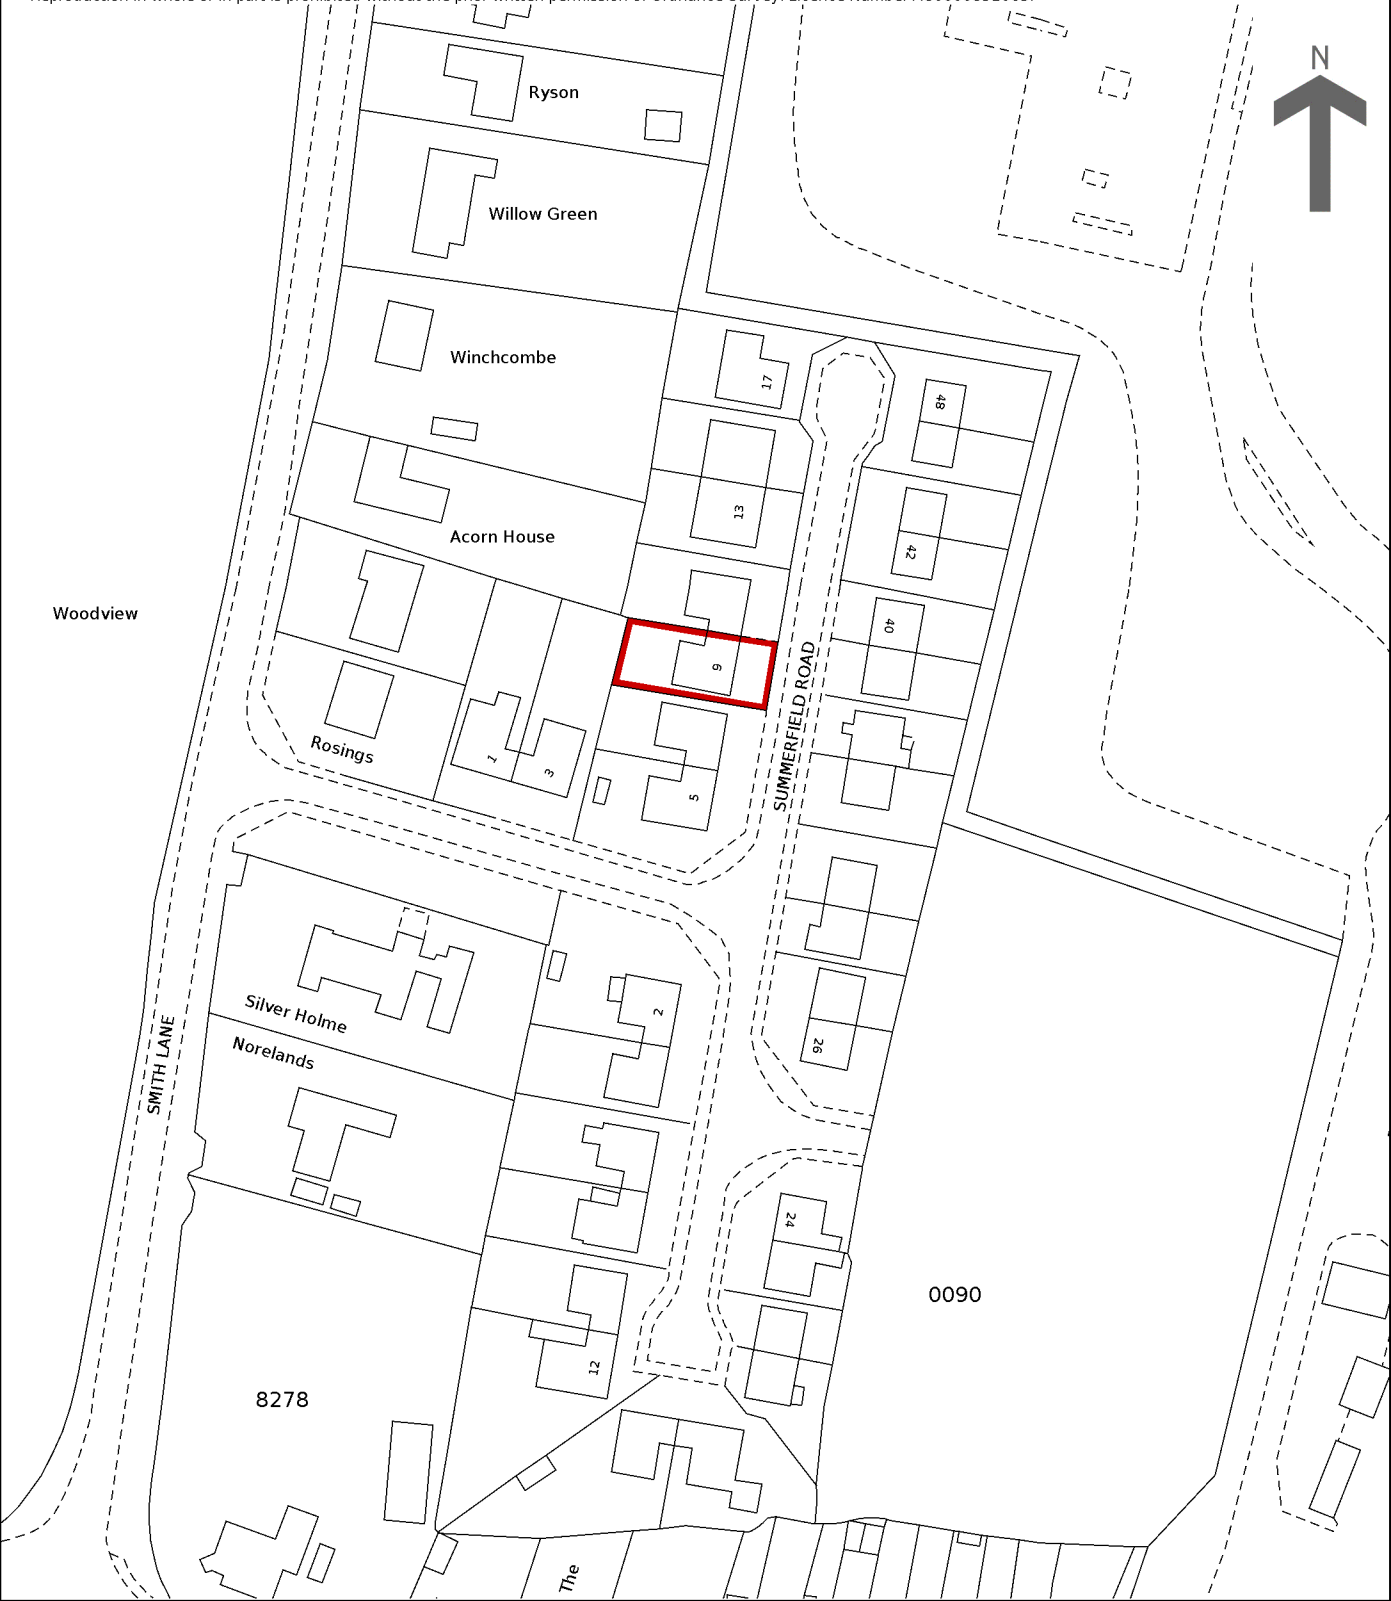 N
Ryson
Willow Green
Winchcombe
17
48
13
Acorn House
42
Woodview
40
9
SUMMERFIELD ROAD
Rosings
1
3
5
Silver Holme
2
Norelands
26
SMITH LANE
24
0090
12
8278
The